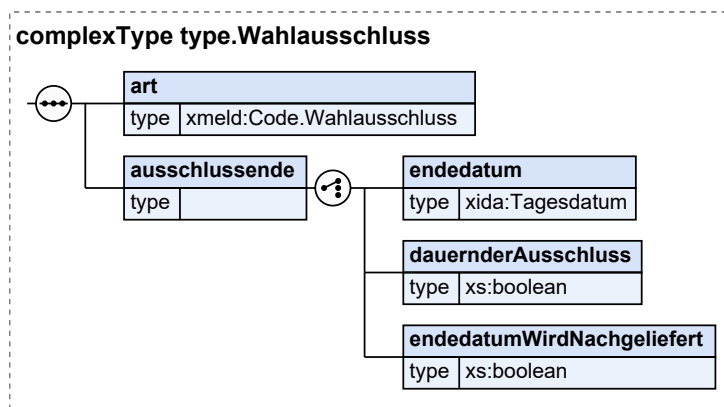 complexType type.Wahlausschluss
art
type xmeld:Code.Wahlausschluss
ausschlussende
type
endedatum
type xida:Tagesdatum
dauernderAusschluss
type xs:boolean
endedatumWirdNachgeliefert
type xs:boolean